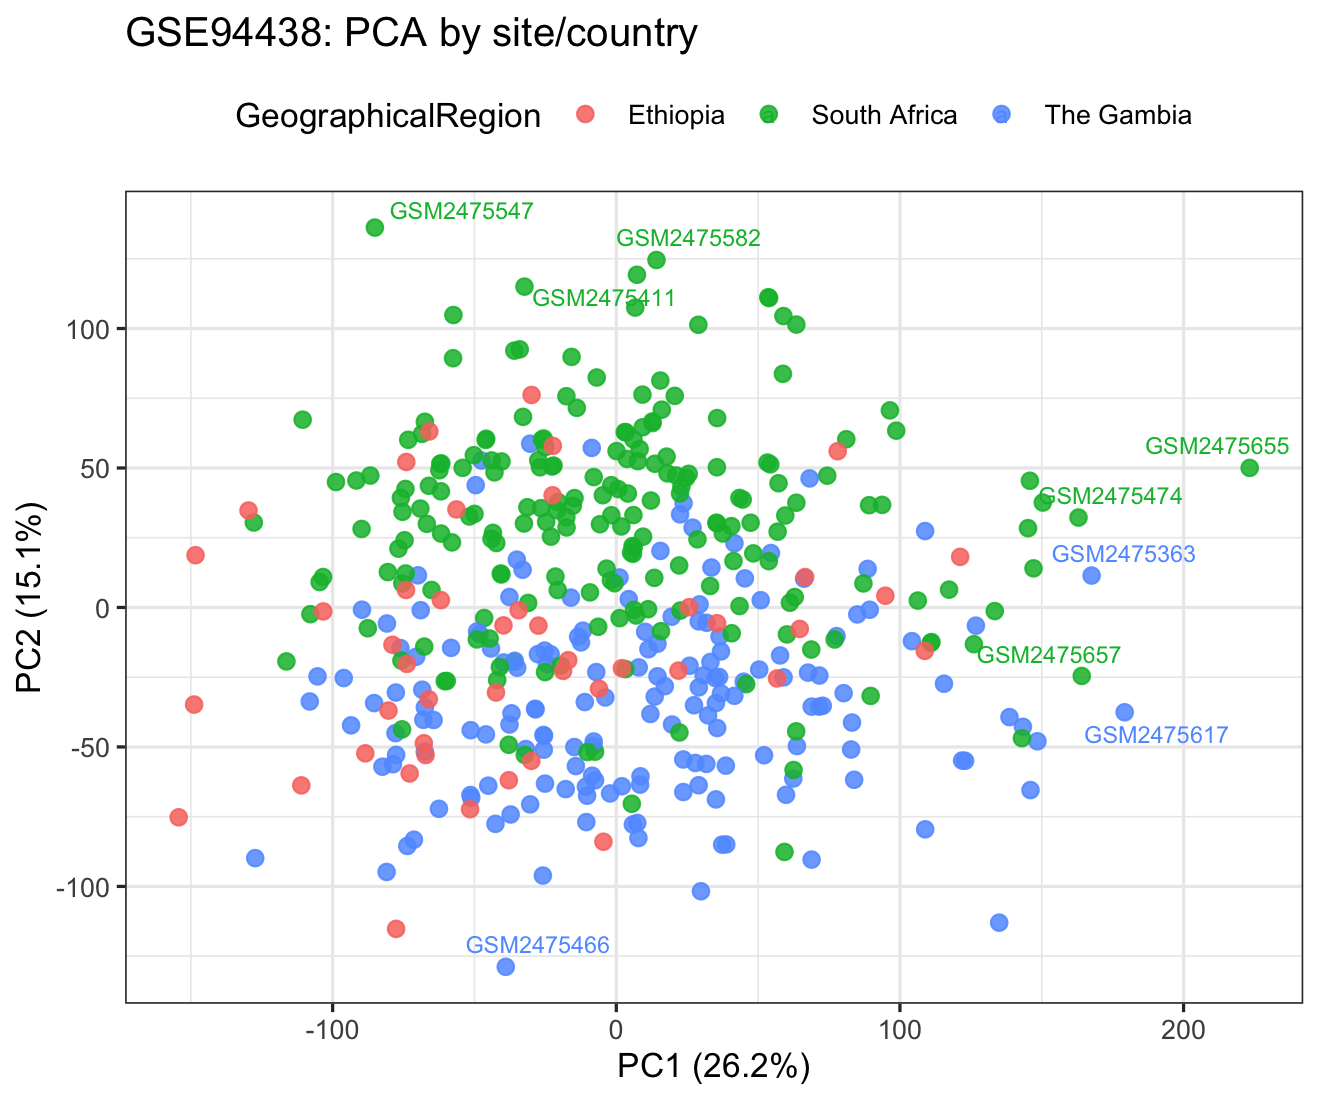 GSE94438: PCA by site/country
GeographicalRegion
Ethiopia
South Africa
The Gambia
GSM2475547
GSM2475582
GSM2475411
GSM2475655
GSM2475474
GSM2475363
GSM2475657
GSM2475617
GSM2475466
PC2 (15.1%)
100
50
0
-50
-100
-100
0
100
200
PC1 (26.2%)